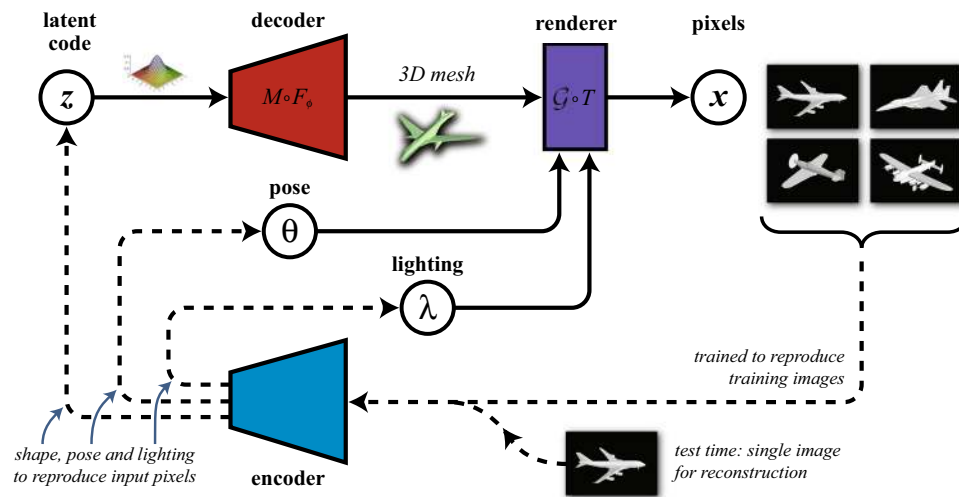 latent
code
decoder
renderer
pixels
z
M∘F_ϕ
3D mesh
𝒢∘T
x
pose
θ
lighting
λ
trained to reproduce
training images
shape, pose and lighting
to reproduce input pixels
encoder
test time: single image
for reconstruction